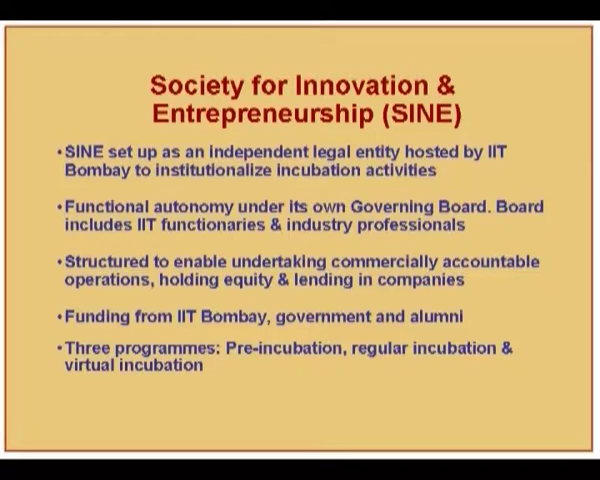 Society for Innovation &
Entrepreneurship (SINE)
•SINE set up as an independent legal entity hosted by IIT
Bombay to institutionalize incubation activities
•Functional autonomy under its own Governing Board. Board
includes IIT functionaries & industry professionals
•Structured to enable undertaking commercially accountable
operations, holding equity & lending in companies
•Funding from IIT Bombay, government and alumni
•Three programmes: Pre-incubation, regular incubation &
virtual incubation